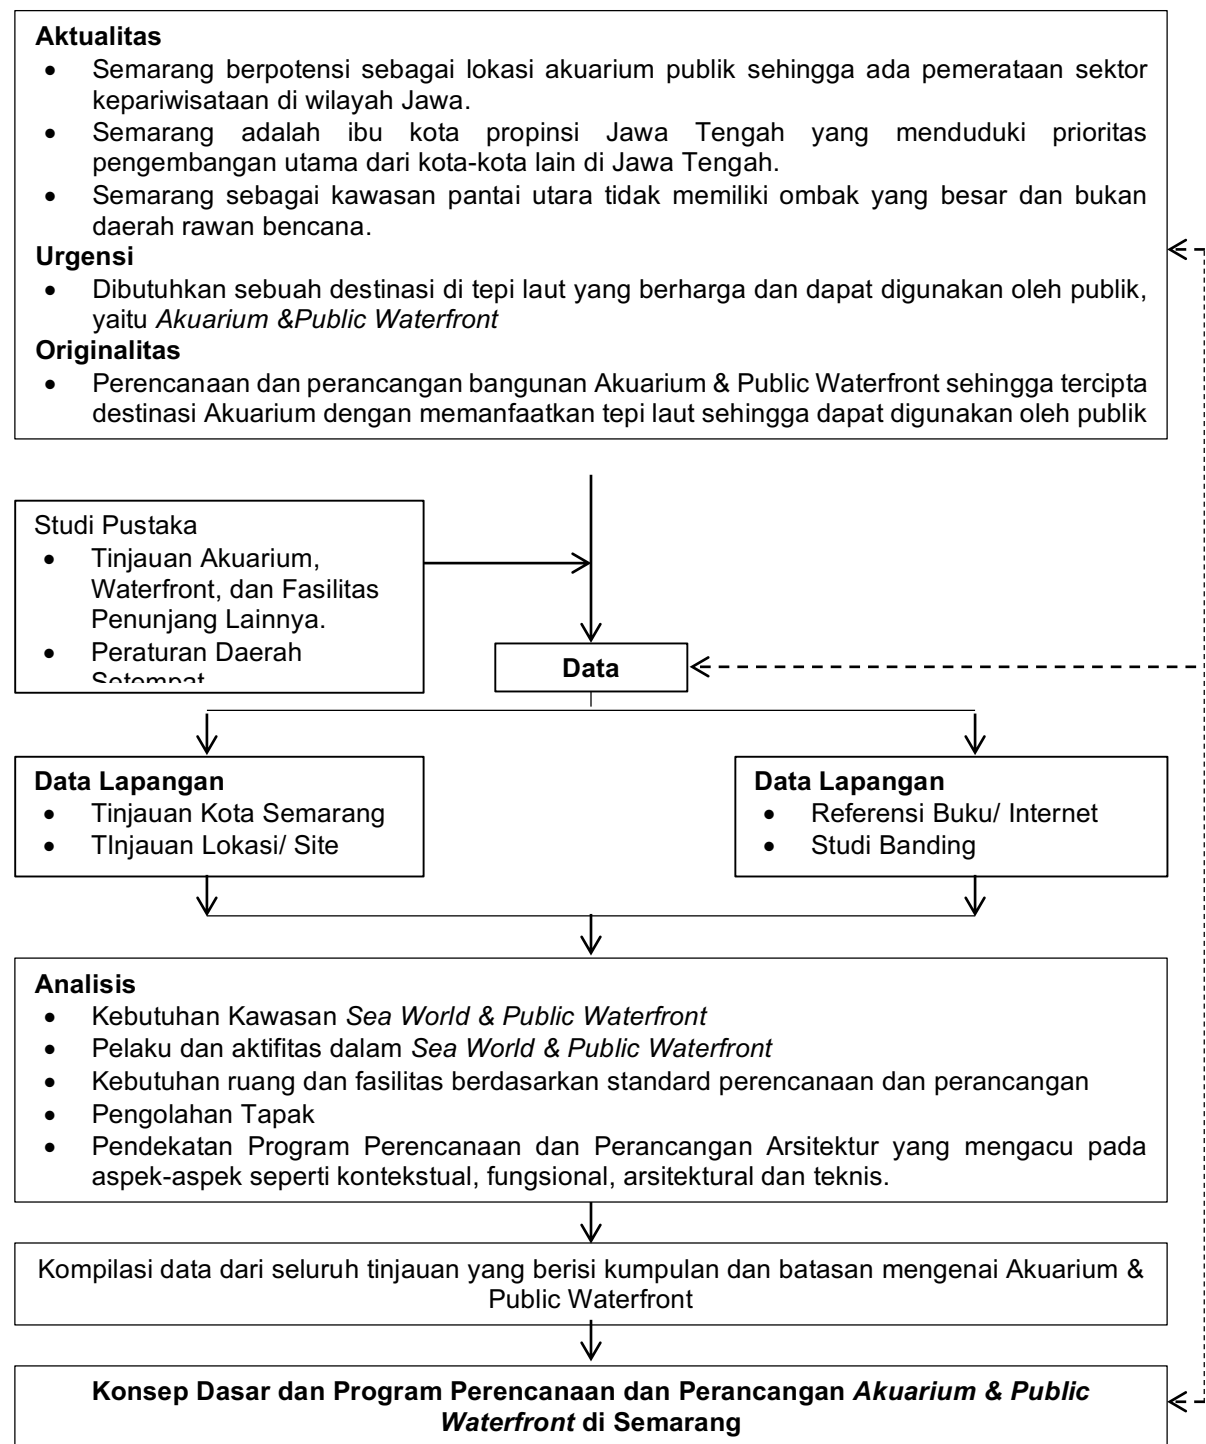 Aktualitas
• Semarang berpotensi sebagai lokasi akuarium publik sehingga ada pemerataan sektor
kepariwisataan di wilayah Jawa.
• Semarang adalah ibu kota propinsi Jawa Tengah yang menduduki prioritas
pengembangan utama dari kota-kota lain di Jawa Tengah.
• Semarang sebagai kawasan pantai utara tidak memiliki ombak yang besar dan bukan
daerah rawan bencana.
Urgensi
• Dibutuhkan sebuah destinasi di tepi laut yang berharga dan dapat digunakan oleh publik,
yaitu Akuarium &Public Waterfront
Originalitas
• Perencanaan dan perancangan bangunan Akuarium & Public Waterfront sehingga tercipta
destinasi Akuarium dengan memanfaatkan tepi laut sehingga dapat digunakan oleh publik
Studi Pustaka
• Tinjauan Akuarium,
Waterfront, dan Fasilitas
Penunjang Lainnya.
• Peraturan Daerah
Setempat
Data
Data Lapangan
• Tinjauan Kota Semarang
• TInjauan Lokasi/ Site
Data Lapangan
• Referensi Buku/ Internet
• Studi Banding
Analisis
• Kebutuhan Kawasan Sea World & Public Waterfront
• Pelaku dan aktifitas dalam Sea World & Public Waterfront
• Kebutuhan ruang dan fasilitas berdasarkan standard perencanaan dan perancangan
• Pengolahan Tapak
• Pendekatan Program Perencanaan dan Perancangan Arsitektur yang mengacu pada
aspek-aspek seperti kontekstual, fungsional, arsitektural dan teknis.
Kompilasi data dari seluruh tinjauan yang berisi kumpulan dan batasan mengenai Akuarium &
Public Waterfront
Konsep Dasar dan Program Perencanaan dan Perancangan Akuarium & Public
Waterfront di Semarang